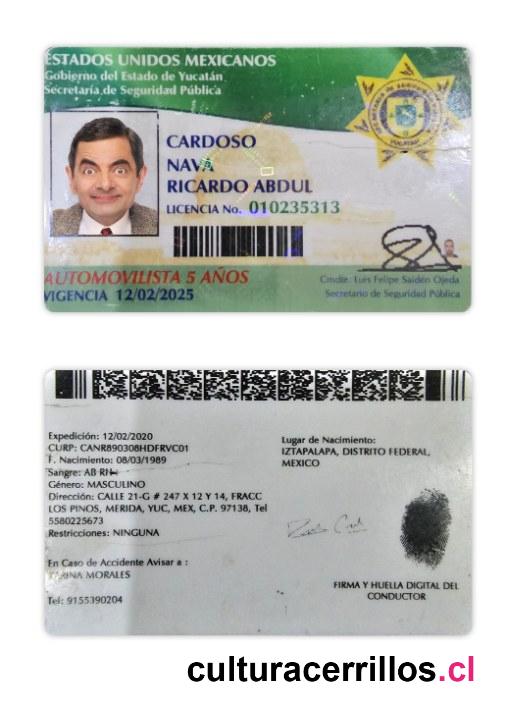 ESTADOS UNIDOS MEXICANOS
Gobierno del Estado de Yucatán
Secretaría de Seguridad Pública
CARDOSO
NAVA
RICARDO ABDUL
LICENCIA No. 010235313
AUTOMOVILISTA 5 AÑOS
VIGENCIA 12/02/2025
Cmdte. Luis Felipe Saidén Ojeda
Secretario de Seguridad Pública
Expedición: 12/02/2020
CURP: CANR890308HDFRVC01
F. Nacimiento: 08/03/1989
Sangre: AB RH
Género: MASCULINO
Dirección: CALLE 21-G # 247 X 12 Y 14, FRACC
LOS PINOS, MERIDA, YUC, MEX, C.P. 97138, Tel
5580225673
Restricciones: NINGUNA
En Caso de Accidente Avisar a :
MORALES
Tel: 9155390204
Lugar de Nacimiento:
IZTAPALAPA, DISTRITO FEDERAL,
MEXICO
FIRMA Y HUELLA DIGITAL DEL
CONDUCTOR
culturacerrillos.cl